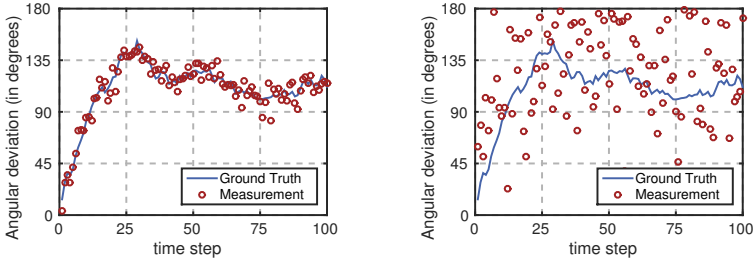 Angular deviation (in degrees)
180
135
90
45
0
Ground Truth
Measurement
0
25
50
75
100
time step
Angular deviation (in degrees)
180
135
90
45
0
Ground Truth
Measurement
0
25
50
75
100
time step